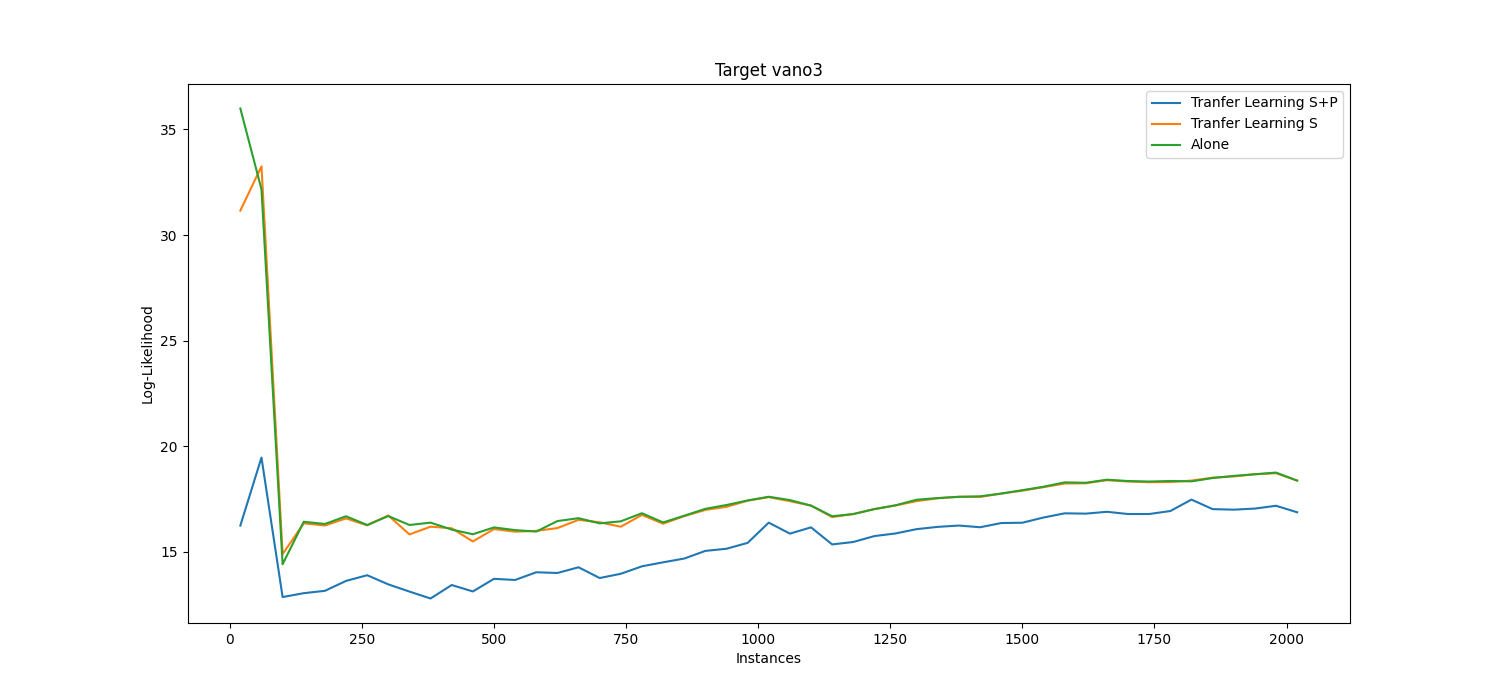 Target vano3
Tranfer Learning S+P
Tranfer Learning S
Alone
Log-Likelihood
35
30
25
20
15
0 250 500 750 1000 1250 1500 1750 2000
Instances